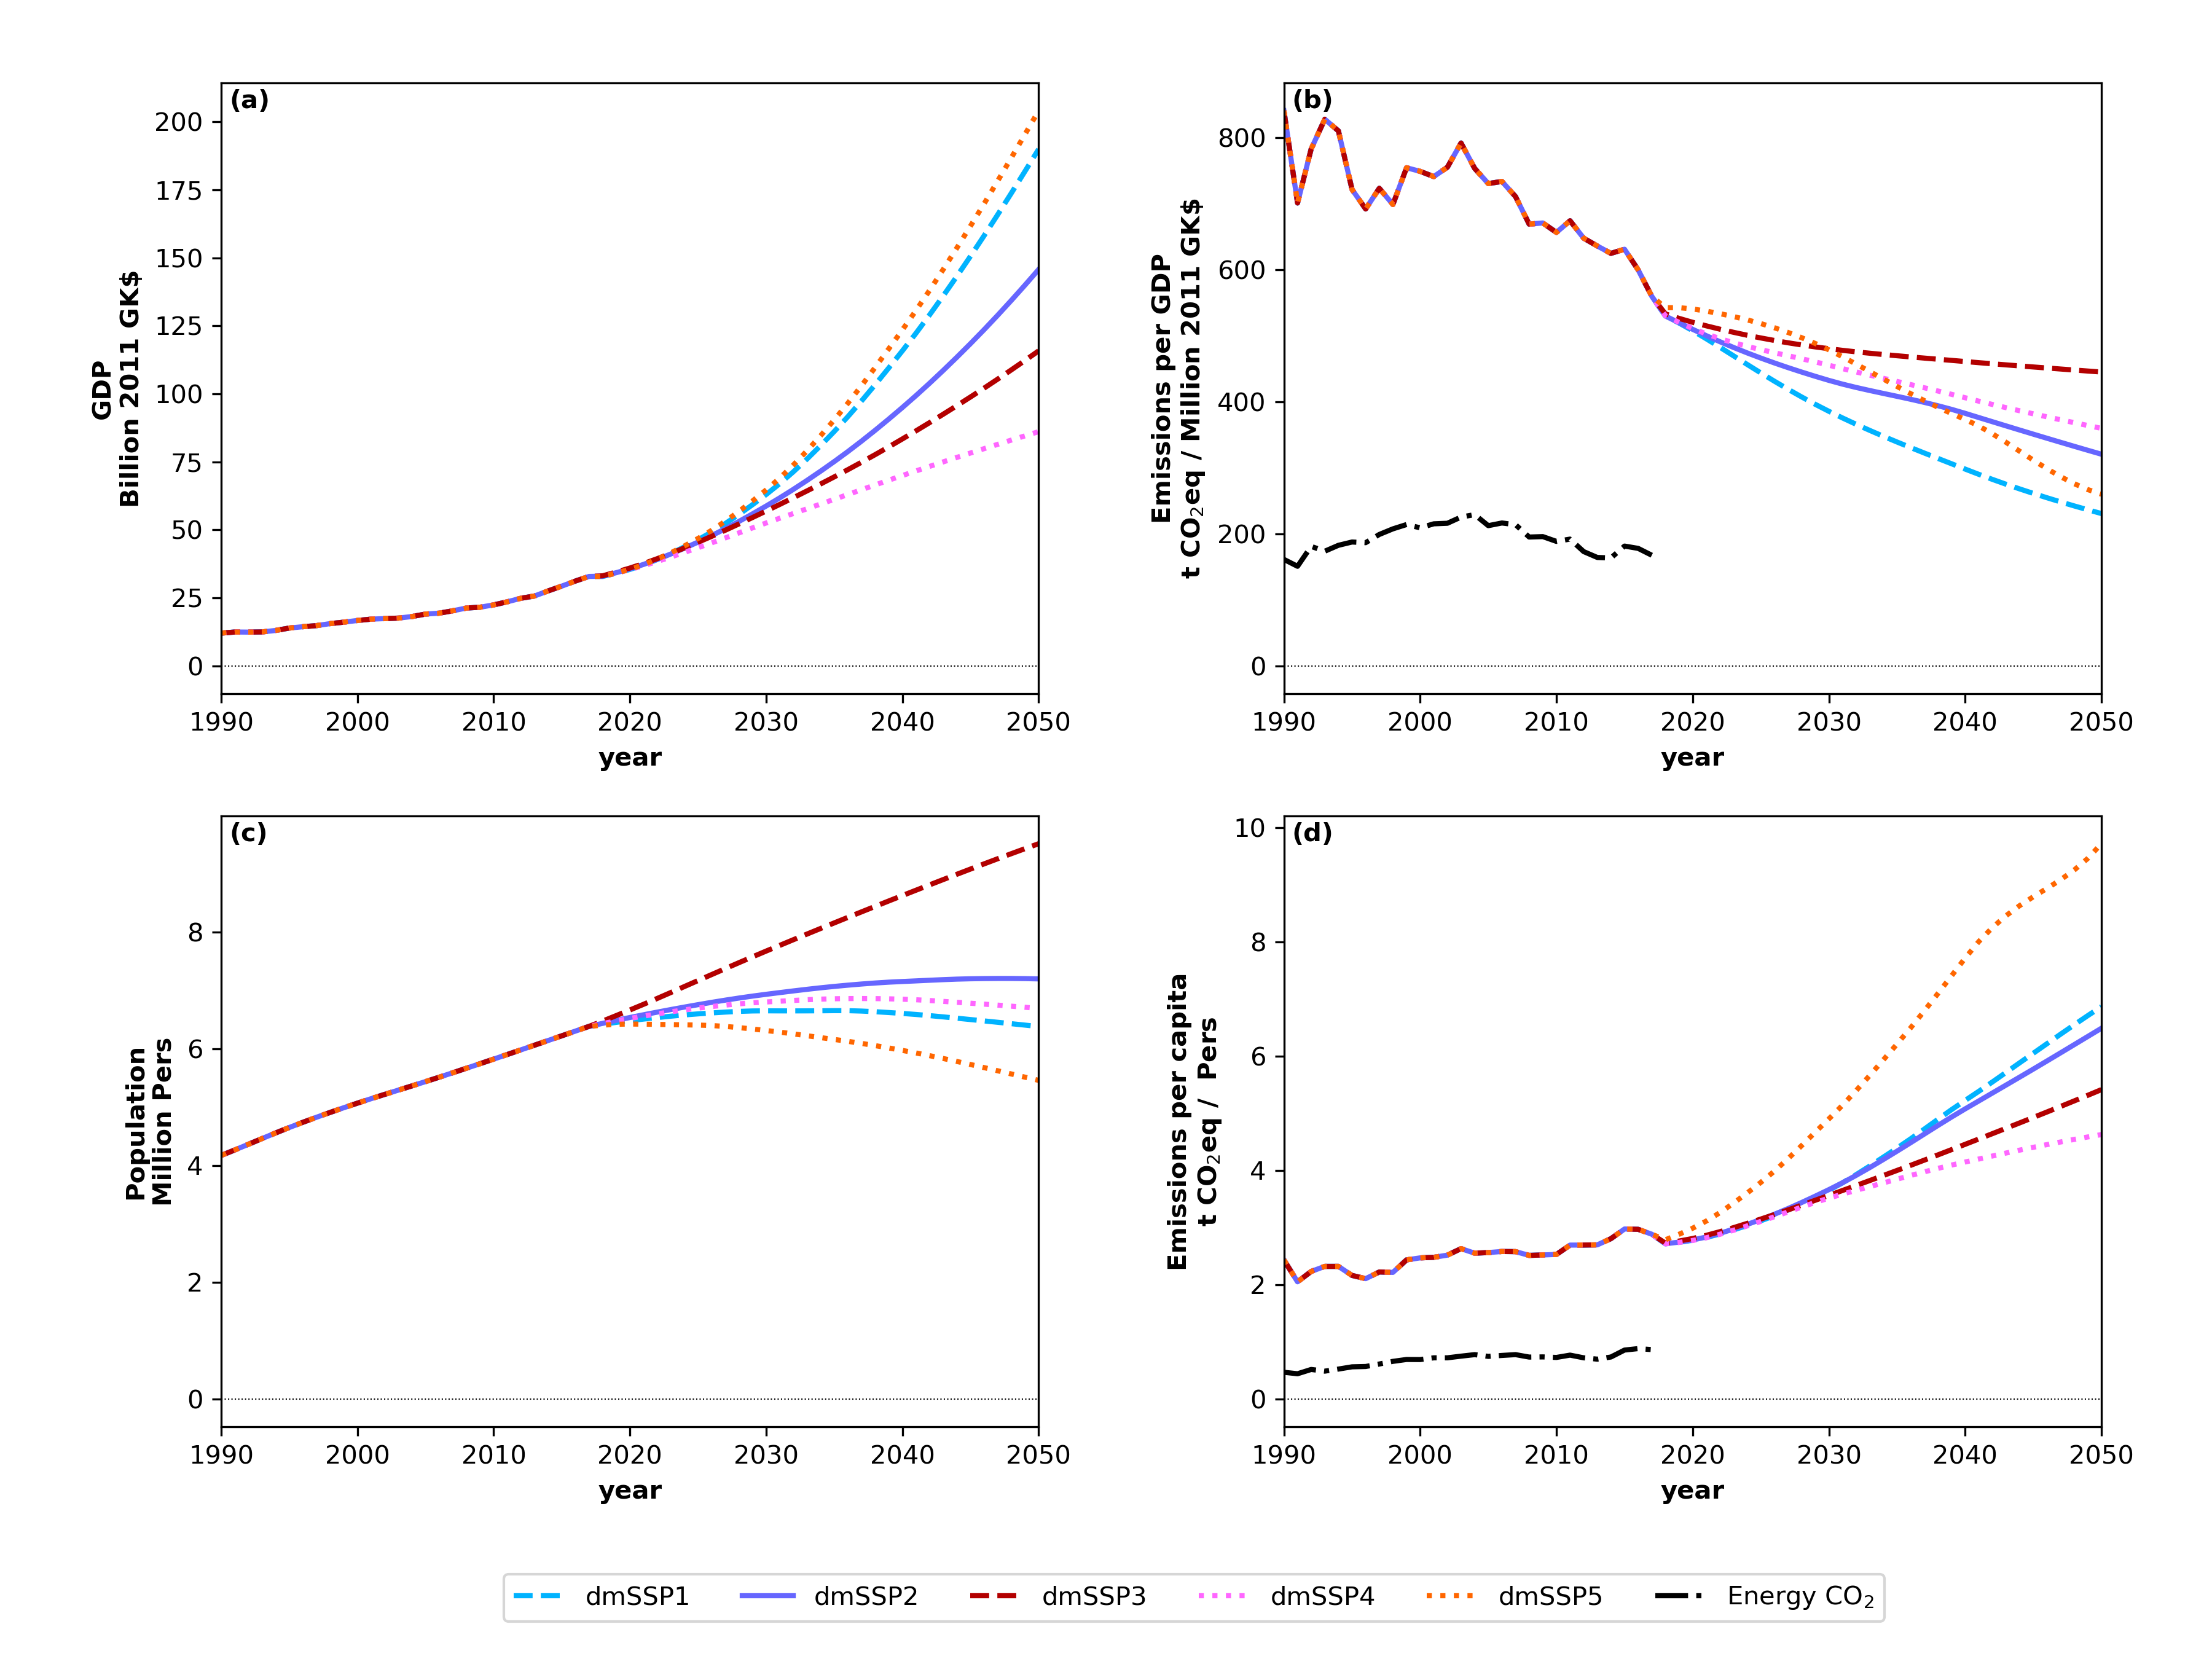 (a)
GDP
Billion 2011 GK$
200
175
150
125
100
75
50
25
0
1990 2000 2010 2020 2030 2040 2050
year
(b)
Emissions per GDP
t CO₂eq / Million 2011 GK$
800
600
400
200
0
1990 2000 2010 2020 2030 2040 2050
year
(c)
Population
Million Pers
8
6
4
2
0
1990 2000 2010 2020 2030 2040 2050
year
(d)
Emissions per capita
t CO₂eq / Pers
10
8
6
4
2
0
1990 2000 2010 2020 2030 2040 2050
year
dmSSP1 dmSSP2 dmSSP3 dmSSP4 dmSSP5 Energy CO₂